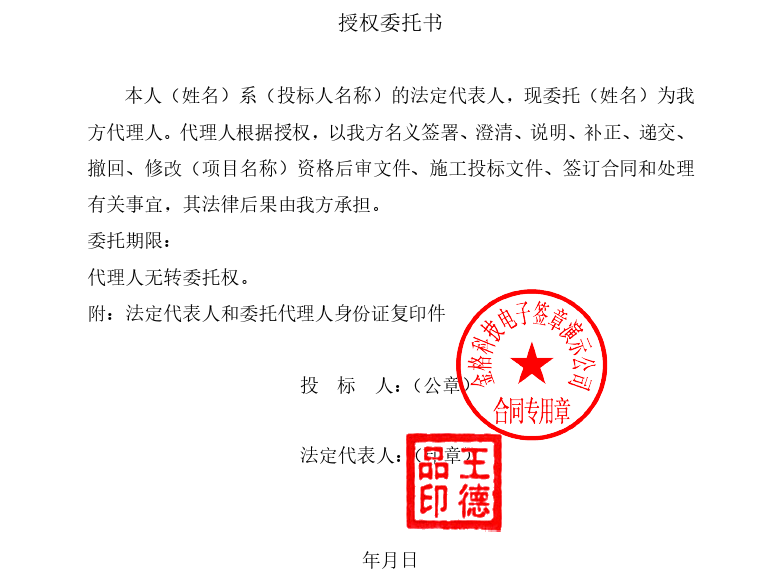 授权委托书
本人（姓名）系（投标人名称）的法定代表人，现委托（姓名）为我
方代理人。代理人根据授权，以我方名义签署、澄清、说明、补正、递交、
撤回、修改（项目名称）资格后审文件、施工投标文件、签订合同和处理
有关事宜，其法律后果由我方承担。
委托期限：
代理人无转委托权。
附：法定代表人和委托代理人身份证复印件
金格科技电子签章演示公司
投 标 人：（公章）
合同专用章
法定代表人：（印章）
王德品印
年月日